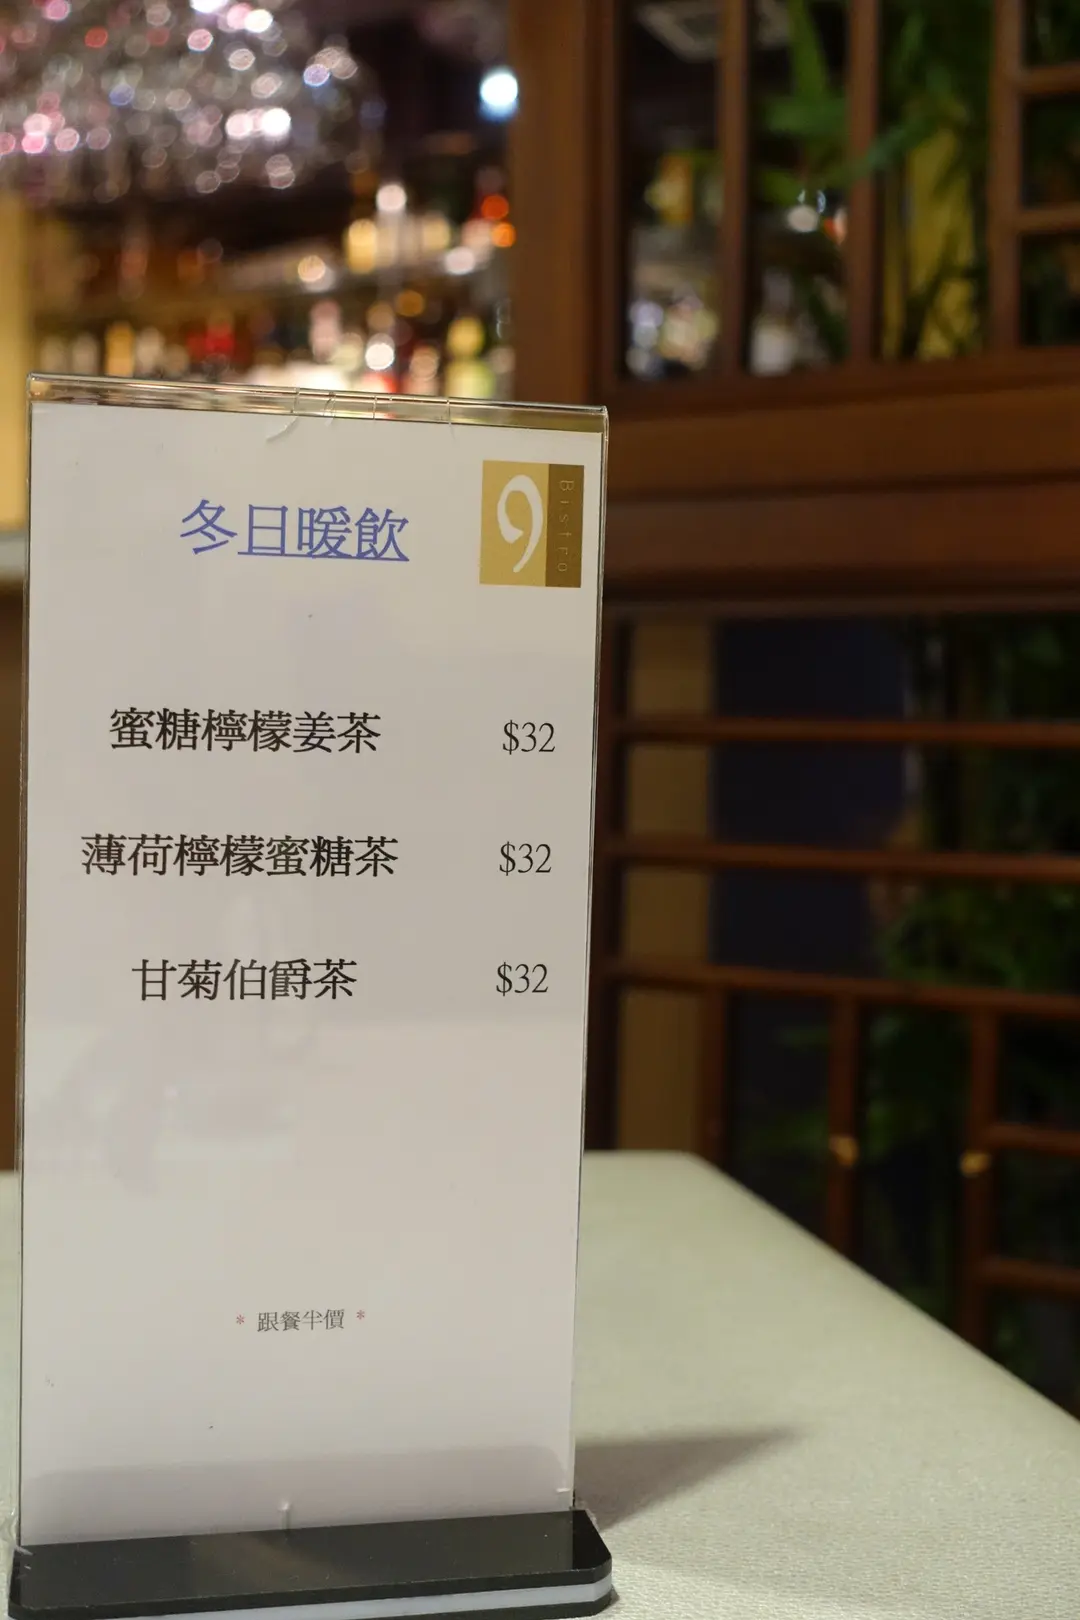 冬日暖飲
9 Bistro
蜜糖檸檬姜茶 $32
薄荷檸檬蜜糖茶 $32
甘菊伯爵茶 $32
* 跟餐半價 *